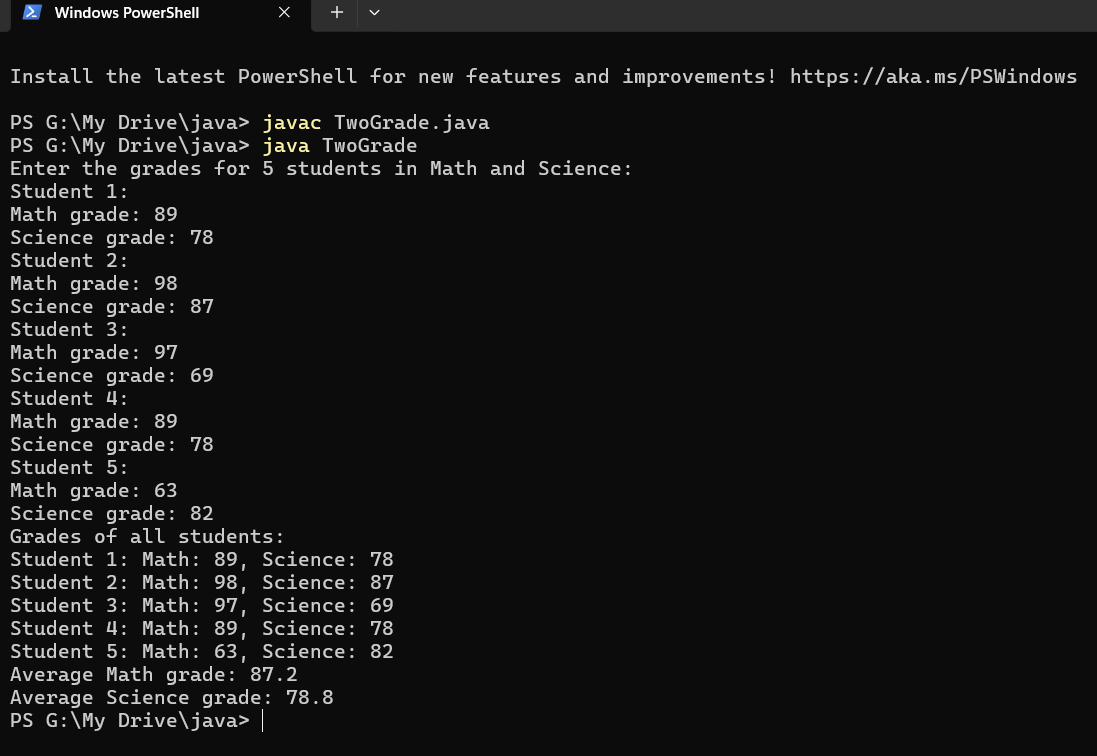 Windows PowerShell
Install the latest PowerShell for new features and improvements! https://aka.ms/PSWindows
PS G:\My Drive\java> javac TwoGrade.java
PS G:\My Drive\java> java TwoGrade
Enter the grades for 5 students in Math and Science:
Student 1:
Math grade: 89
Science grade: 78
Student 2:
Math grade: 98
Science grade: 87
Student 3:
Math grade: 97
Science grade: 69
Student 4:
Math grade: 89
Science grade: 78
Student 5:
Math grade: 63
Science grade: 82
Grades of all students:
Student 1: Math: 89, Science: 78
Student 2: Math: 98, Science: 87
Student 3: Math: 97, Science: 69
Student 4: Math: 89, Science: 78
Student 5: Math: 63, Science: 82
Average Math grade: 87.2
Average Science grade: 78.8
PS G:\My Drive\java>